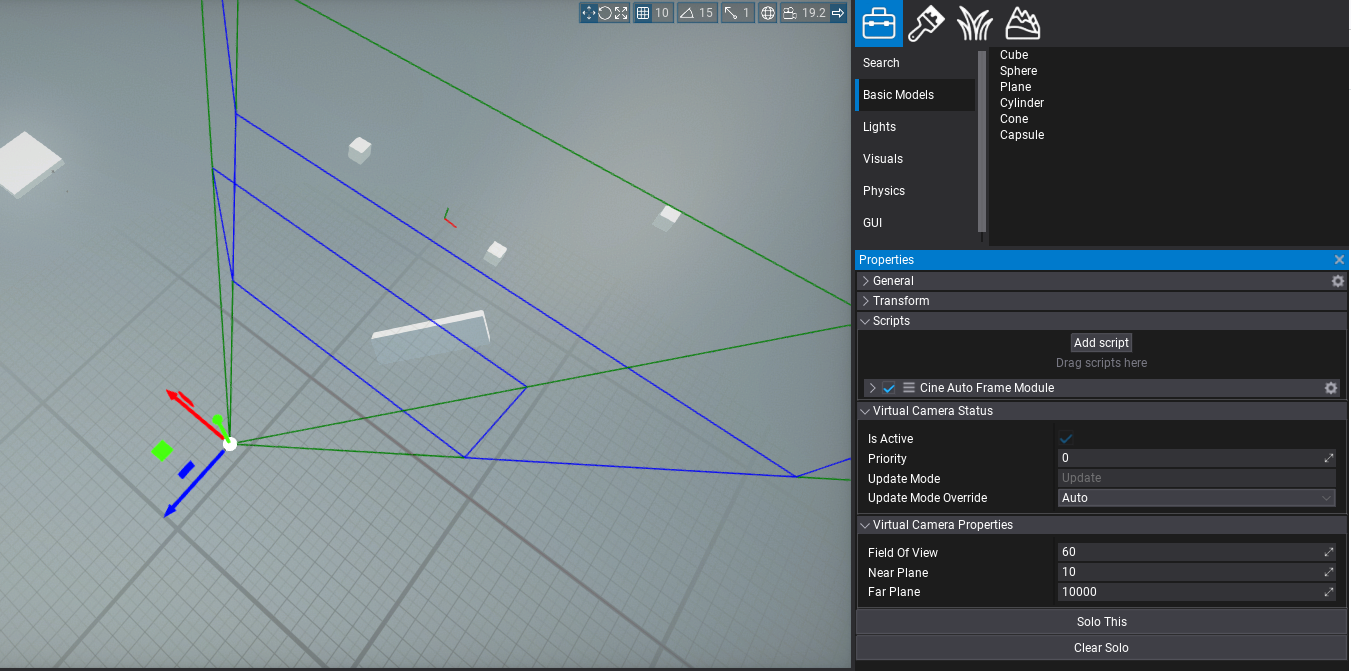 10 15 1 19.2
Search
Basic Models
Lights
Visuals
Physics
GUI
Cube
Sphere
Plane
Cylinder
Cone
Capsule
Properties
General
Transform
Scripts
Add script
Drag scripts here
Cine Auto Frame Module
Virtual Camera Status
Is Active
Priority 0
Update Mode Update
Update Mode Override Auto
Virtual Camera Properties
Field Of View 60
Near Plane 10
Far Plane 10000
Solo This
Clear Solo